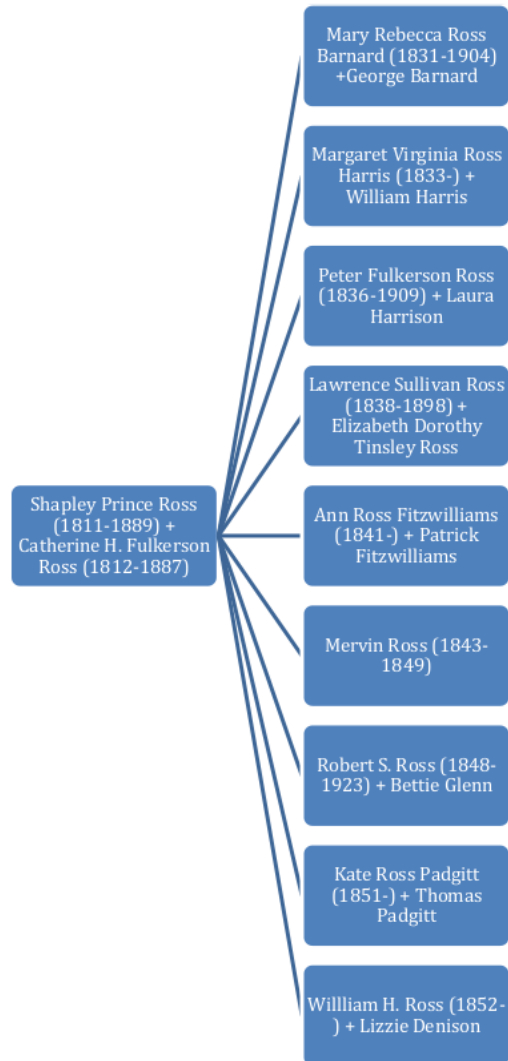 Mary Rebecca Ross
Barnard (1831-1904)
+George Barnard
Margaret Virginia Ross
Harris (1833-) +
William Harris
Peter Fulkerson Ross
(1836-1909) + Laura
Harrison
Lawrence Sullivan Ross
(1838-1898) +
Elizabeth Dorothy
Tinsley Ross
Shapley Prince Ross
(1811-1889) +
Catherine H. Fulkerson
Ross (1812-1887)
Ann Ross Fitzwilliams
(1841-) + Patrick
Fitzwilliams
Mervin Ross (1843-
1849)
Robert S. Ross (1848-
1923) + Bettie Glenn
Kate Ross Padgitt
(1851-) + Thomas
Padgitt
Willliam H. Ross (1852-
) + Lizzie Denison